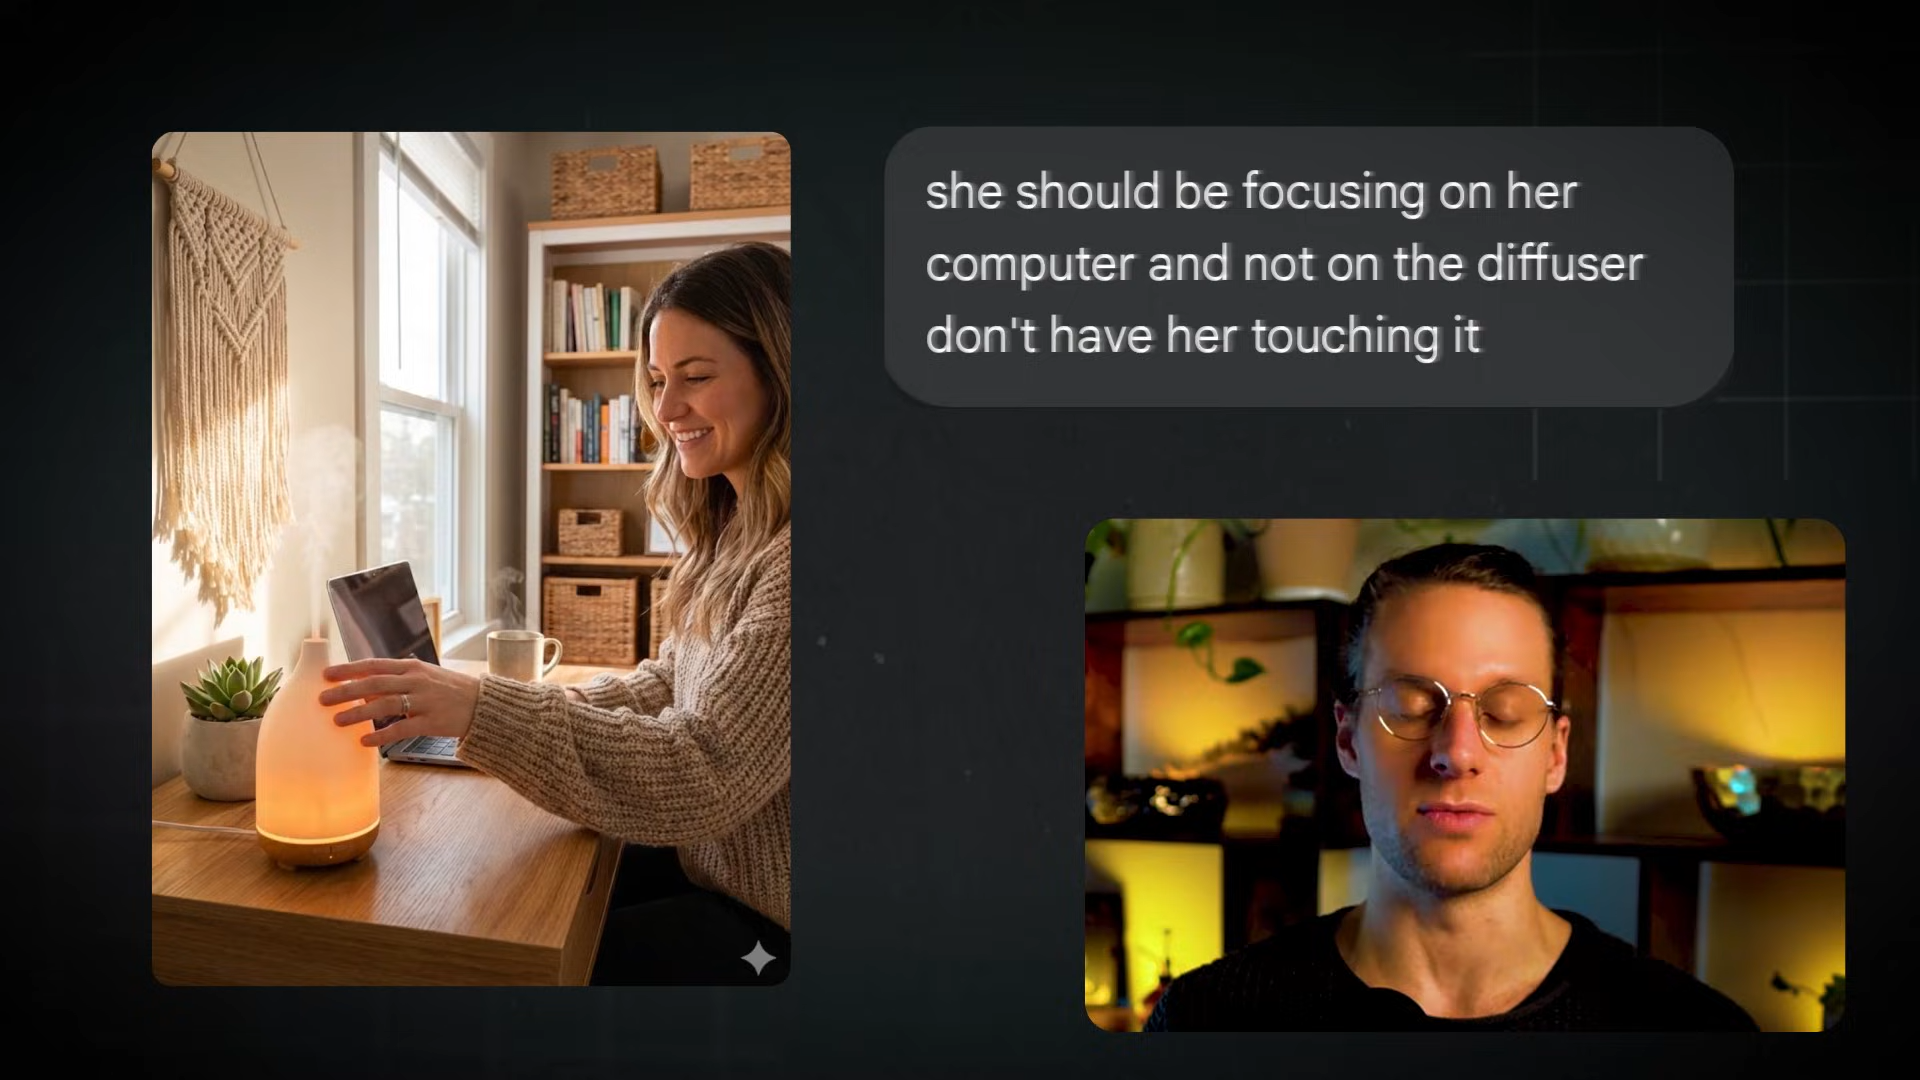 she should be focusing on her
computer and not on the diffuser
don't have her touching it